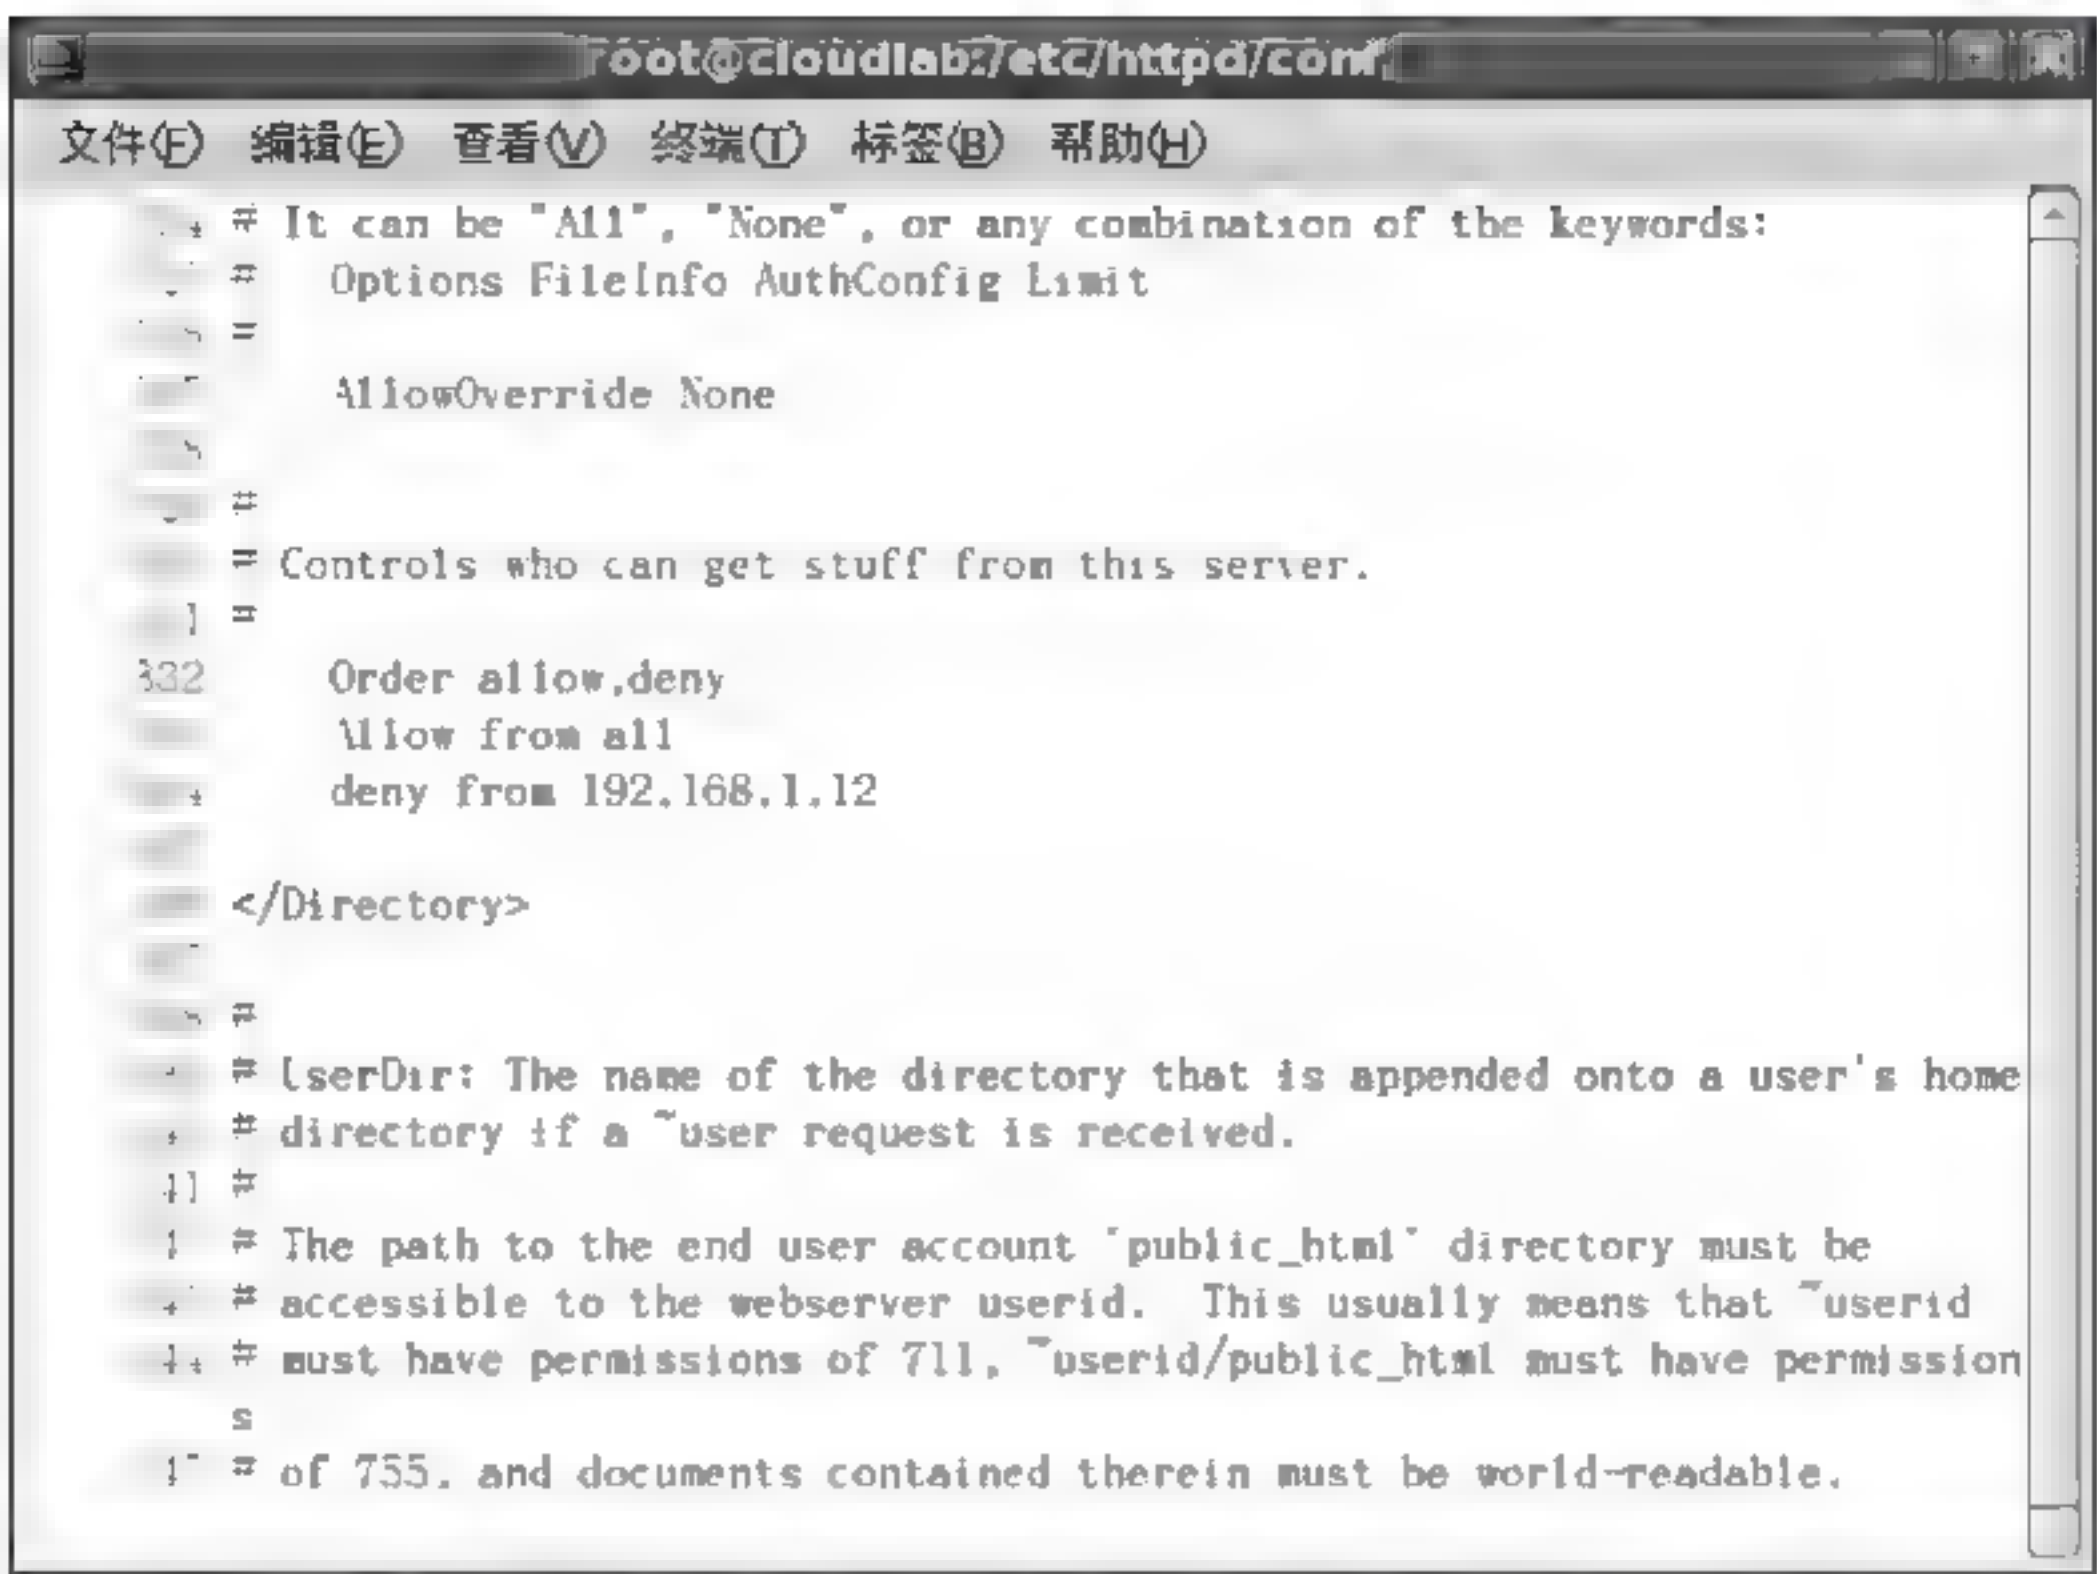 root@cloudlab:/etc/httpd/conf
文件(F) 编辑(E) 查看(V) 终端(T) 标签(B) 帮助(H)
# It can be "All", "None", or any combination of the keywords:
#   Options FileInfo AuthConfig Limit
#
    AllowOverride None
#
# Controls who can get stuff from this server.
#
332     Order allow,deny
    Allow from all
    deny from 192.168.1.12
</Directory>
#
# UserDir: The name of the directory that is appended onto a user's home
# directory if a ~user request is received.
#
# The path to the end user account 'public_html' directory must be
# accessible to the webserver userid.  This usually means that ~userid
# must have permissions of 711, ~userid/public_html must have permission
s
# of 755, and documents contained therein must be world-readable.